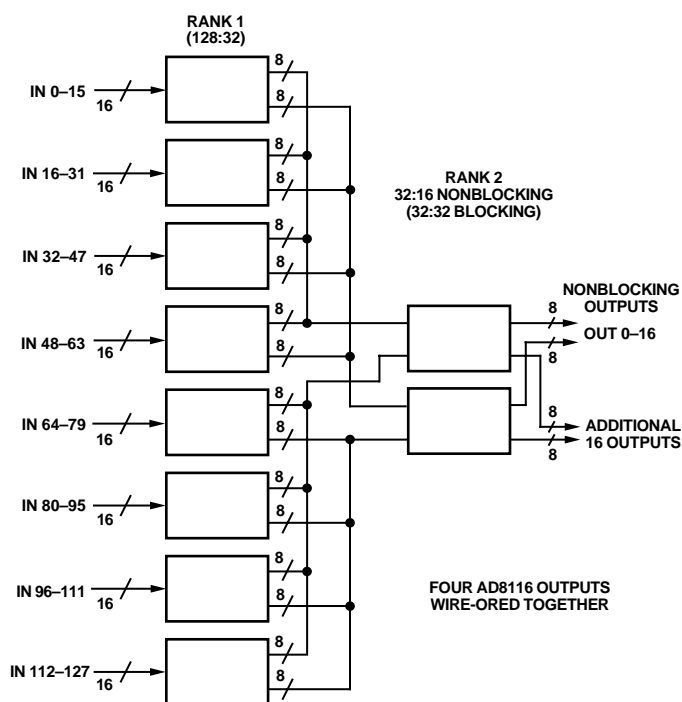 RANK 1
(128:32)
8
IN 0–15
16
8
8
IN 16–31
16
8
RANK 2
32:16 NONBLOCKING
(32:32 BLOCKING)
8
IN 32–47
16
8
NONBLOCKING
OUTPUTS
8
IN 48–63
16
8
8
OUT 0–16
8
8
IN 64–79
16
8
8
ADDITIONAL
16 OUTPUTS
8
8
IN 80–95
16
8
8
IN 96–111
16
8
FOUR AD8116 OUTPUTS
WIRE-ORED TOGETHER
8
IN 112–127
16
8